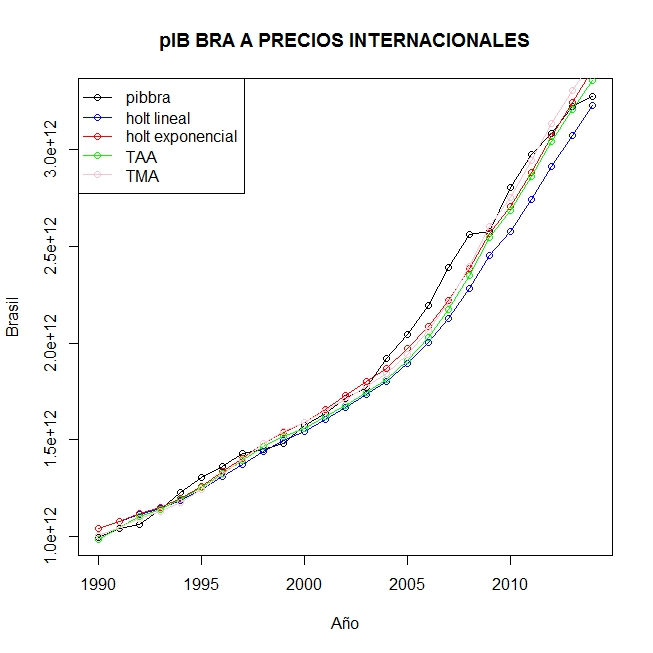 pIB BRA A PRECIOS INTERNACIONALES
pibbra
holt lineal
holt exponencial
TAA
TMA
3.0e+12
2.5e+12
2.0e+12
1.5e+12
1.0e+12
Brasil
1990 1995 2000 2005 2010
Año